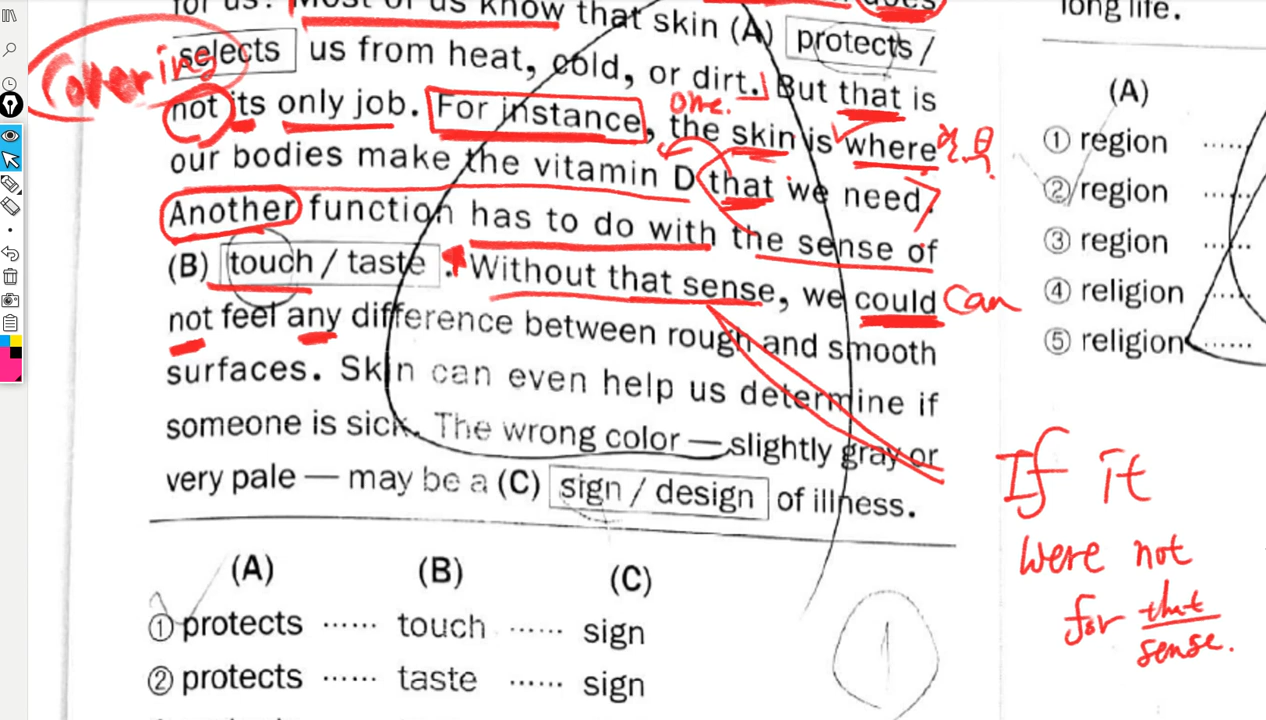 for us? Most of us know that skin (A) protects /
selects us from heat, cold, or dirt. But that is
not its only job. For instance, the skin is where
our bodies make the vitamin D that we need.
Another function has to do with the sense of
(B) touch / taste . Without that sense, we could
not feel any difference between rough and smooth
surfaces. Skin can even help us determine if
someone is sick. The wrong color — slightly gray or
very pale — may be a (C) sign / design of illness.
(A) (B) (C)
① protects ...... touch ...... sign
② protects ...... taste ...... sign
Covering
one.
can
1
long life.
(A)
① region ......
② region ......
③ region ......
④ religion ......
⑤ religion ......
If it
were not
for that
sense.